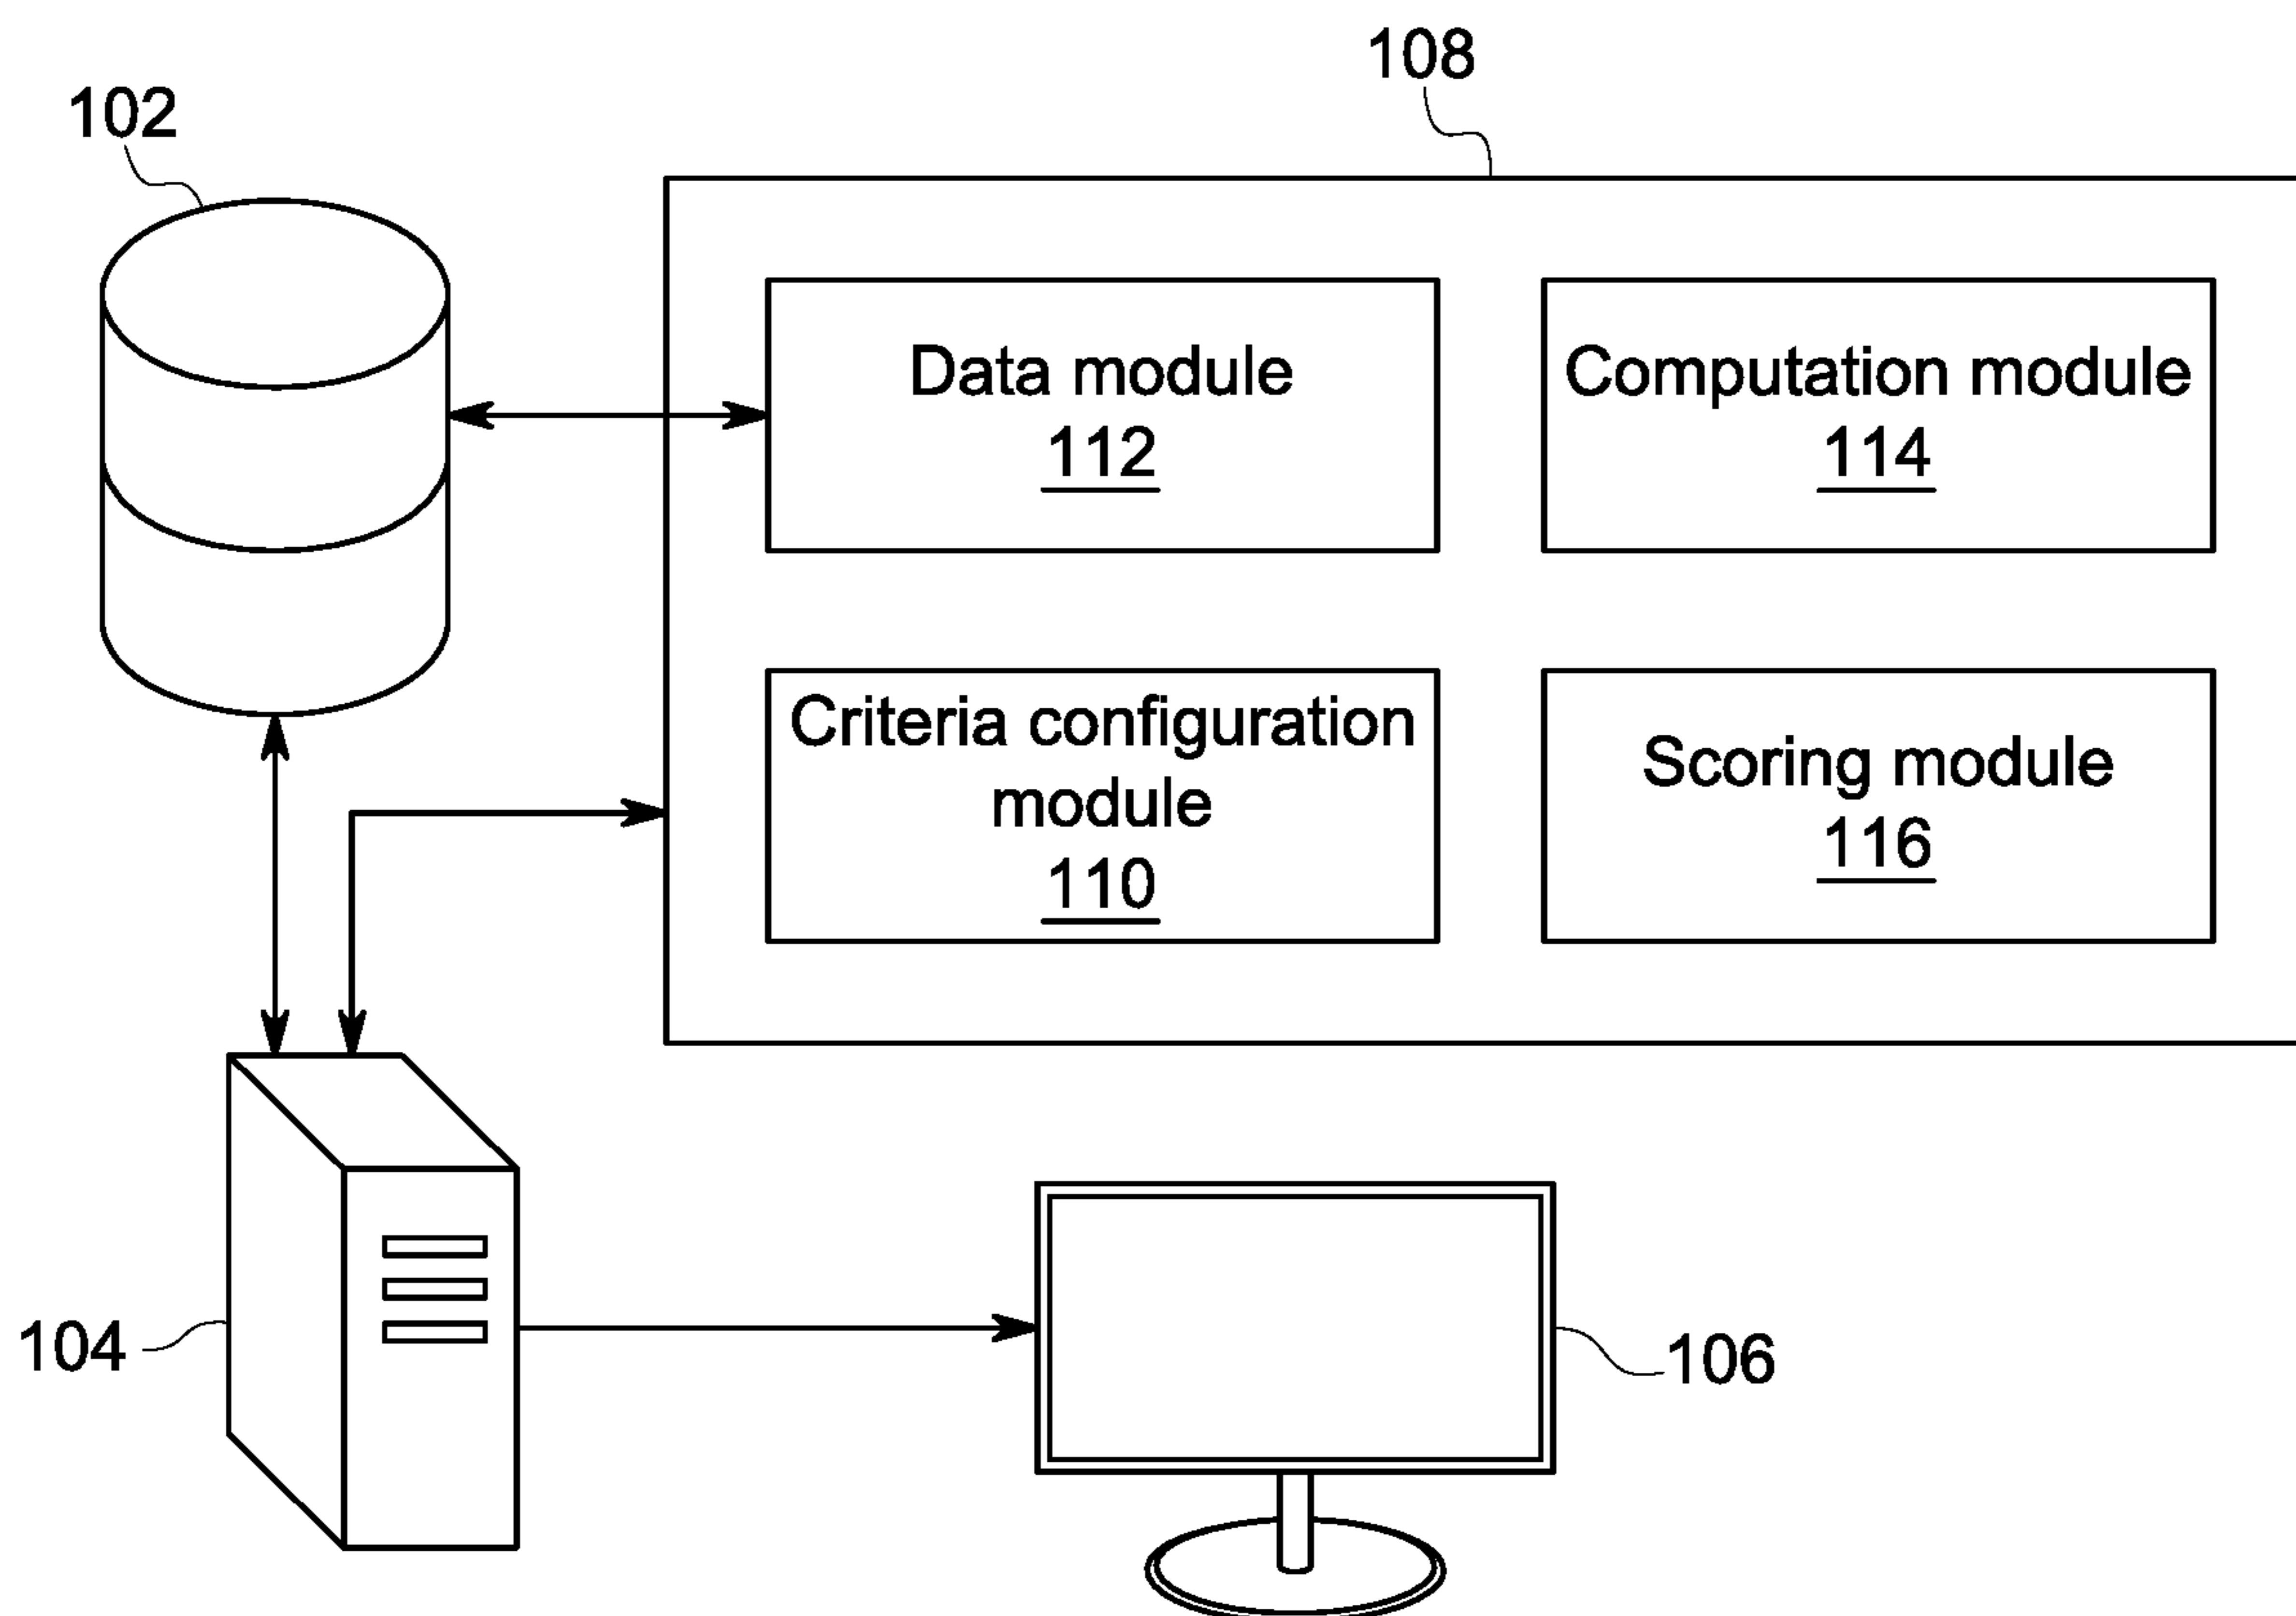 108
102
Data module
112
Computation module
114
Criteria configuration
module
110
Scoring module
116
104
106